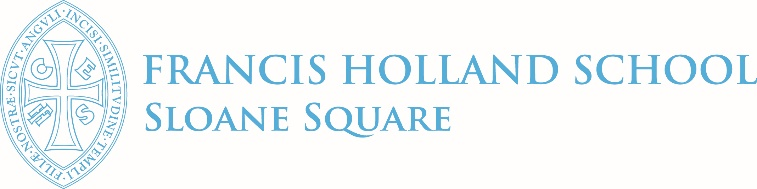 FILIÆ·NOSTRÆ·SICVT·ANGVLI·INCISI·SIMILITVDINE·TEMPLI·
C E
S
FRANCIS HOLLAND SCHOOL
SLOANE SQUARE